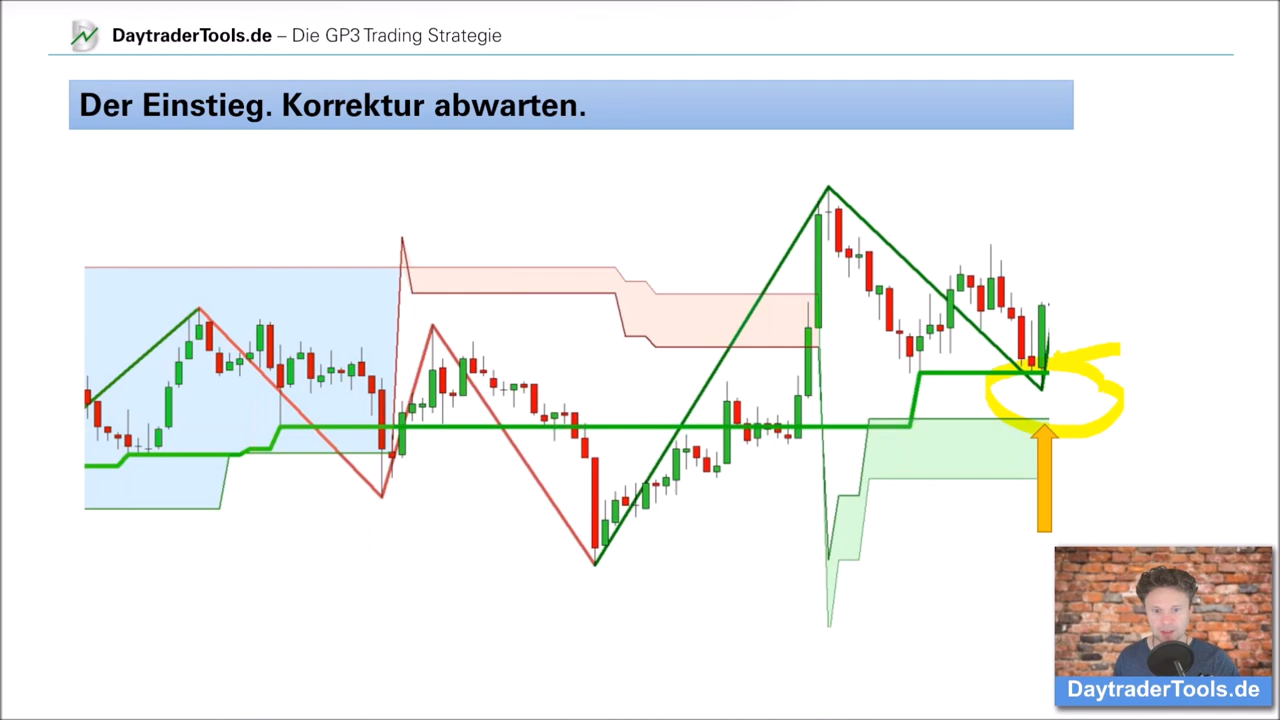 DaytraderTools.de – Die GP3 Trading Strategie
Der Einstieg. Korrektur abwarten.
DaytraderTools.de